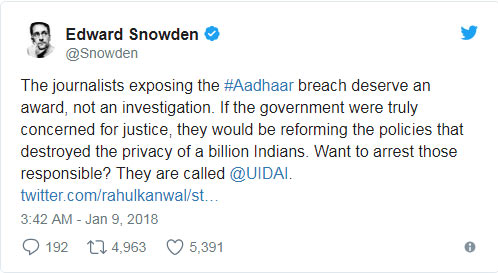 Edward Snowden
@Snowden
The journalists exposing the #Aadhaar breach deserve an
award, not an investigation. If the government were truly
concerned for justice, they would be reforming the policies that
destroyed the privacy of a billion Indians. Want to arrest those
responsible? They are called @UIDAI.
twitter.com/rahulkanwal/st…
3:42 AM - Jan 9, 2018
192 4,963 5,391